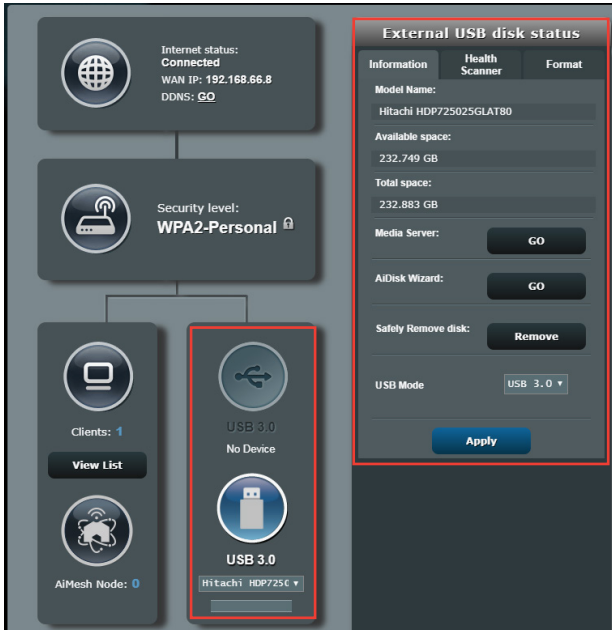 Internet status:
Connected
WAN IP: 192.168.66.8
DDNS: GO
Security level:
WPA2-Personal
Clients: 1
View List
AiMesh Node: 0
USB 3.0
No Device
USB 3.0
Hitachi HDP725C
External USB disk status
Information
Health
Scanner
Format
Model Name:
Hitachi HDP725025GLAT80
Available space:
232.749 GB
Total space:
232.883 GB
Media Server:
GO
AiDisk Wizard:
GO
Safely Remove disk:
Remove
USB Mode
USB 3.0
Apply